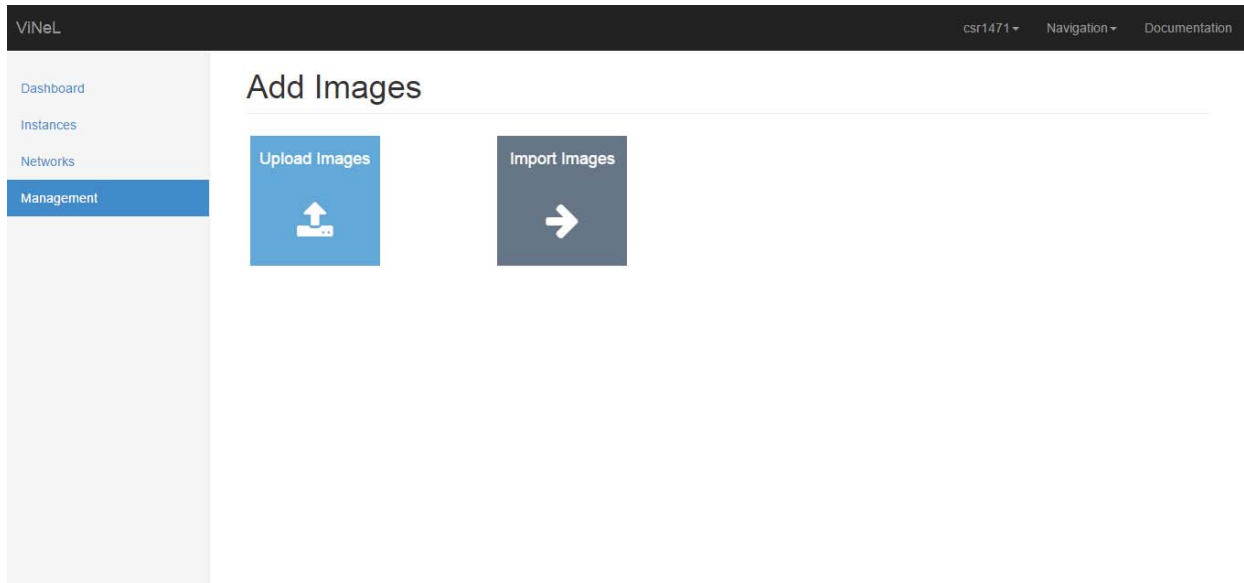 ViNeL
csr1471
Navigation
Documentation
Dashboard
Instances
Networks
Management
Add Images
Upload Images
Import Images